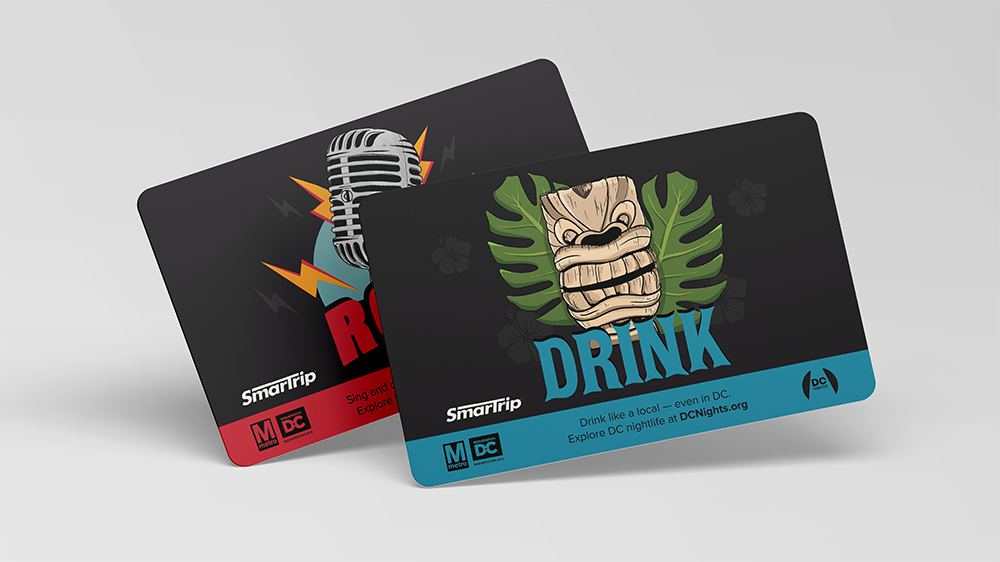 RO
SmarTrip
Sing and
Explore
M
metro
DC
DRINK
SmarTrip
Drink like a local — even in DC.
Explore DC nightlife at DCNights.org
M
metro
DC
DC
NIGHTS